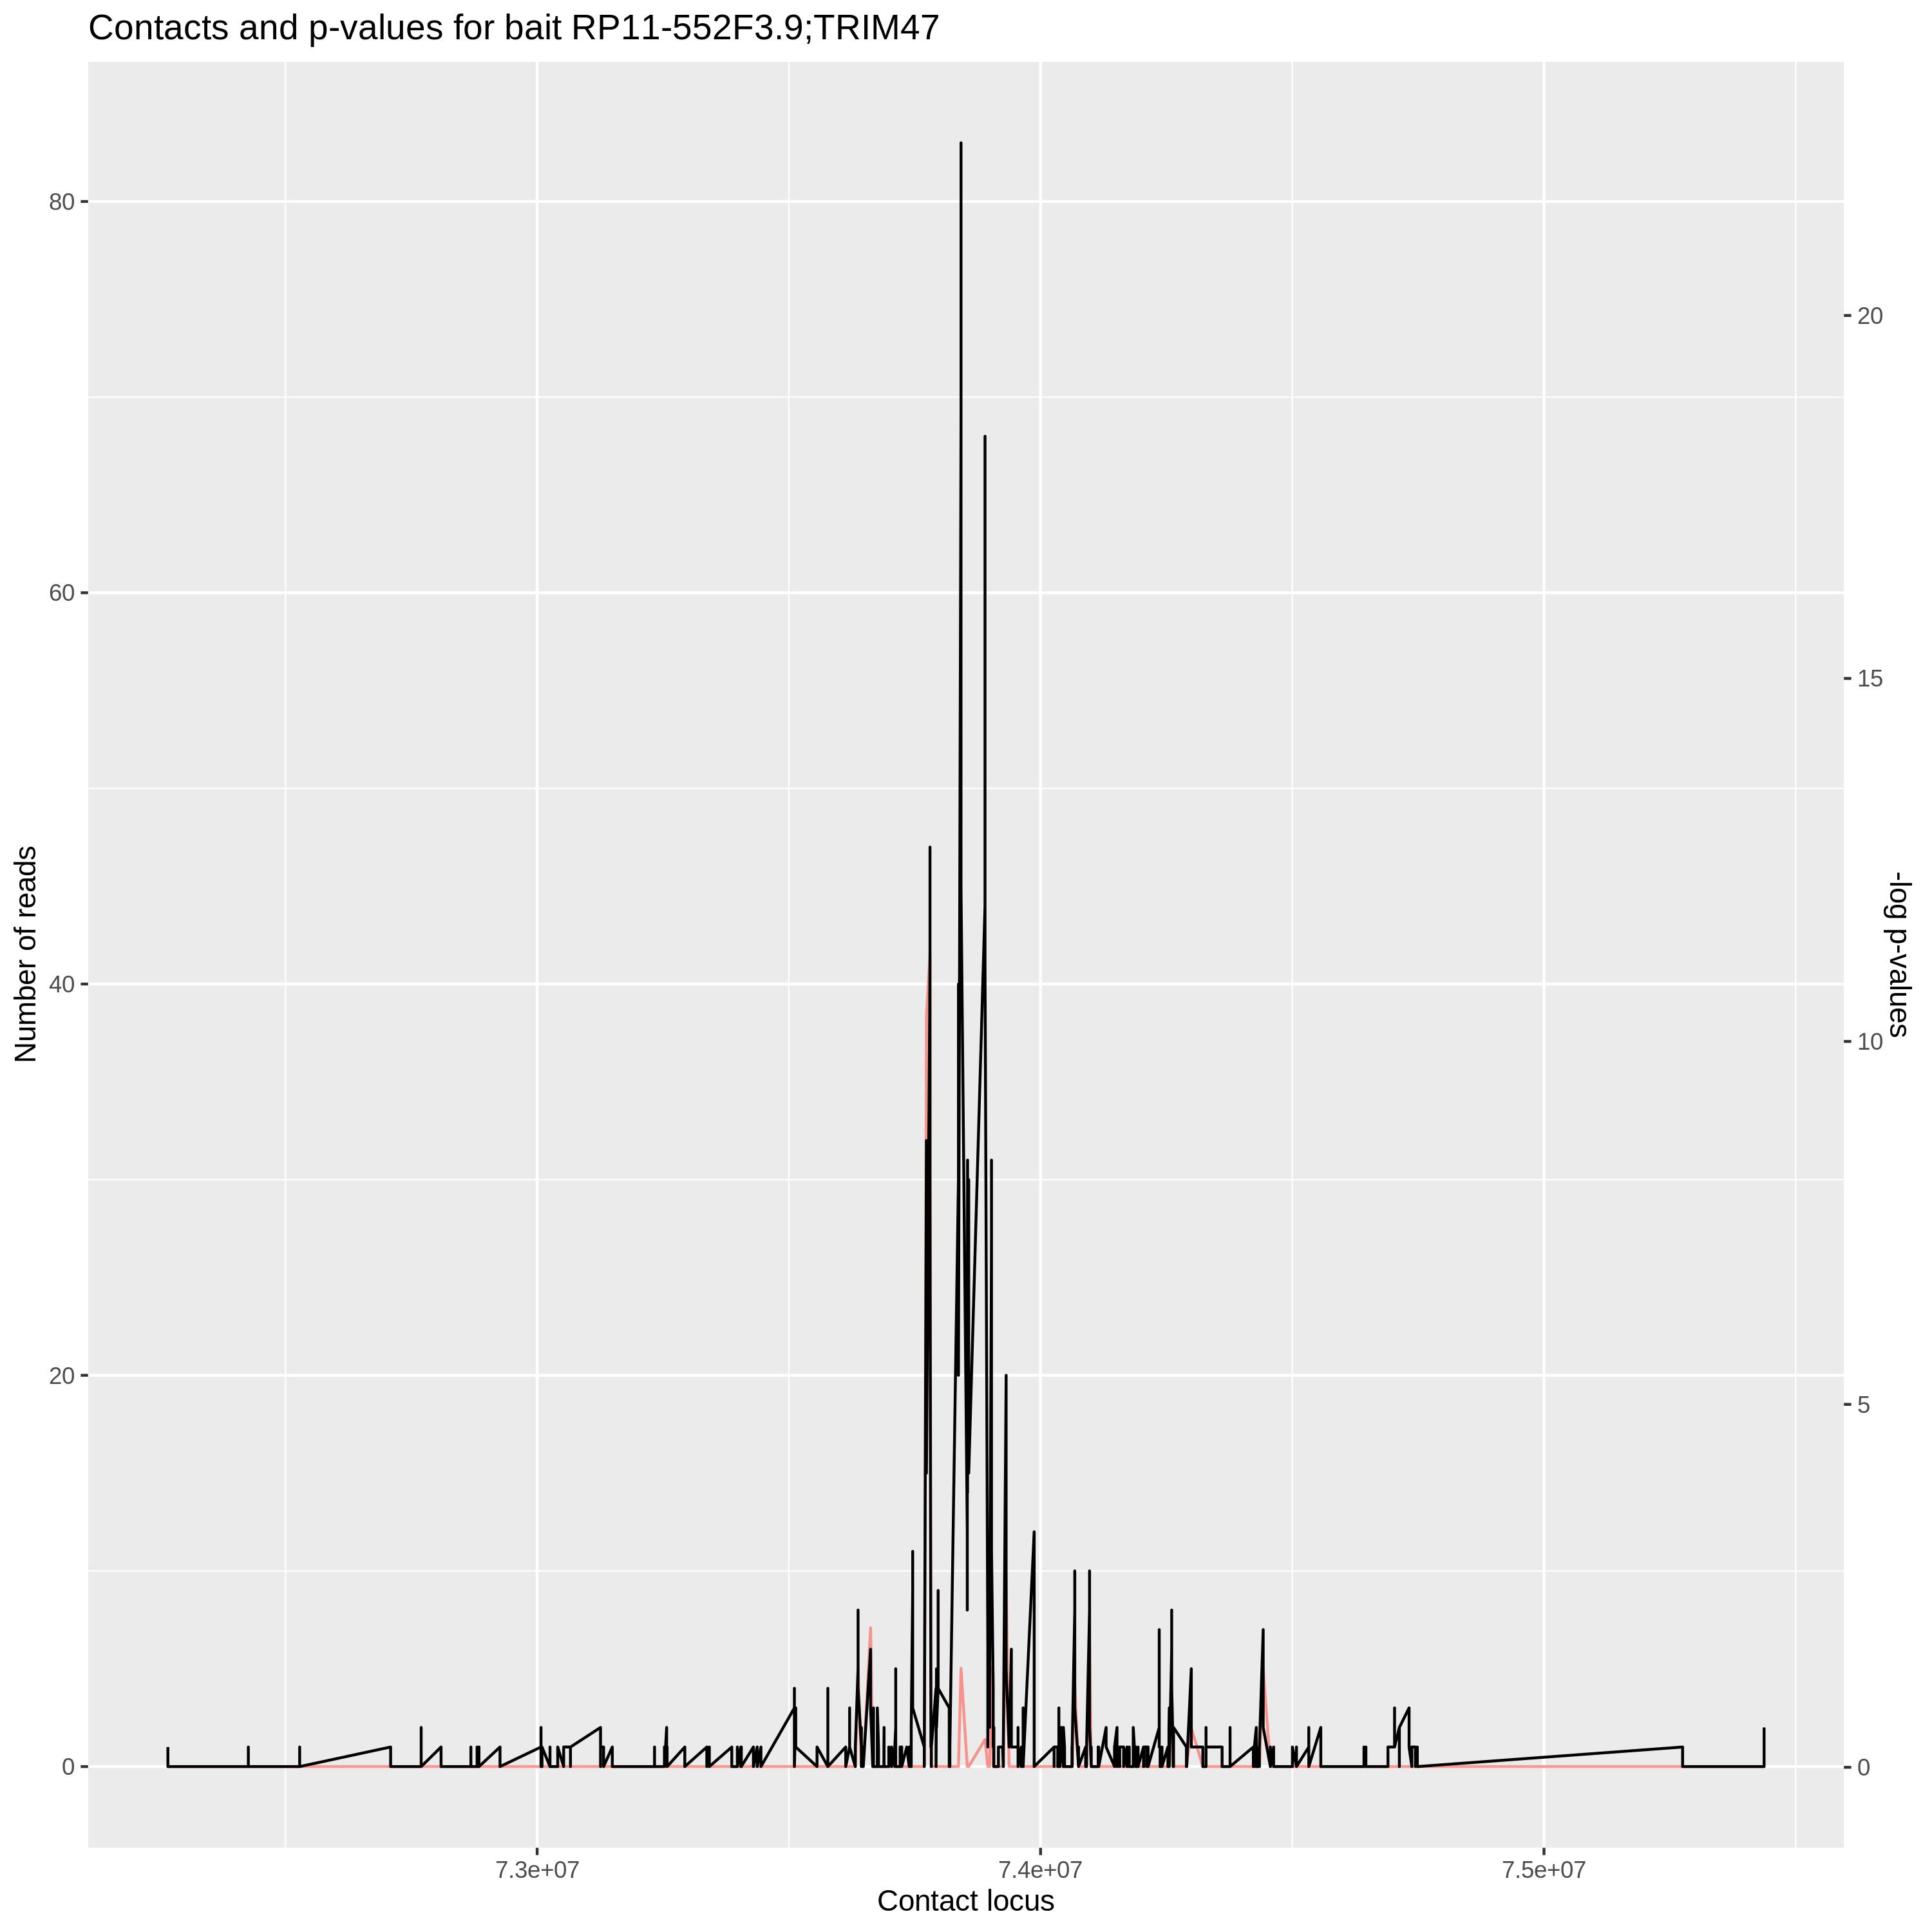 Contacts and p-values for bait RP11-552F3.9;TRIM47
80
60
40
20
0
Number of reads
20
15
10
5
0
-log p-values
7.3e+07 7.4e+07 7.5e+07
Contact locus